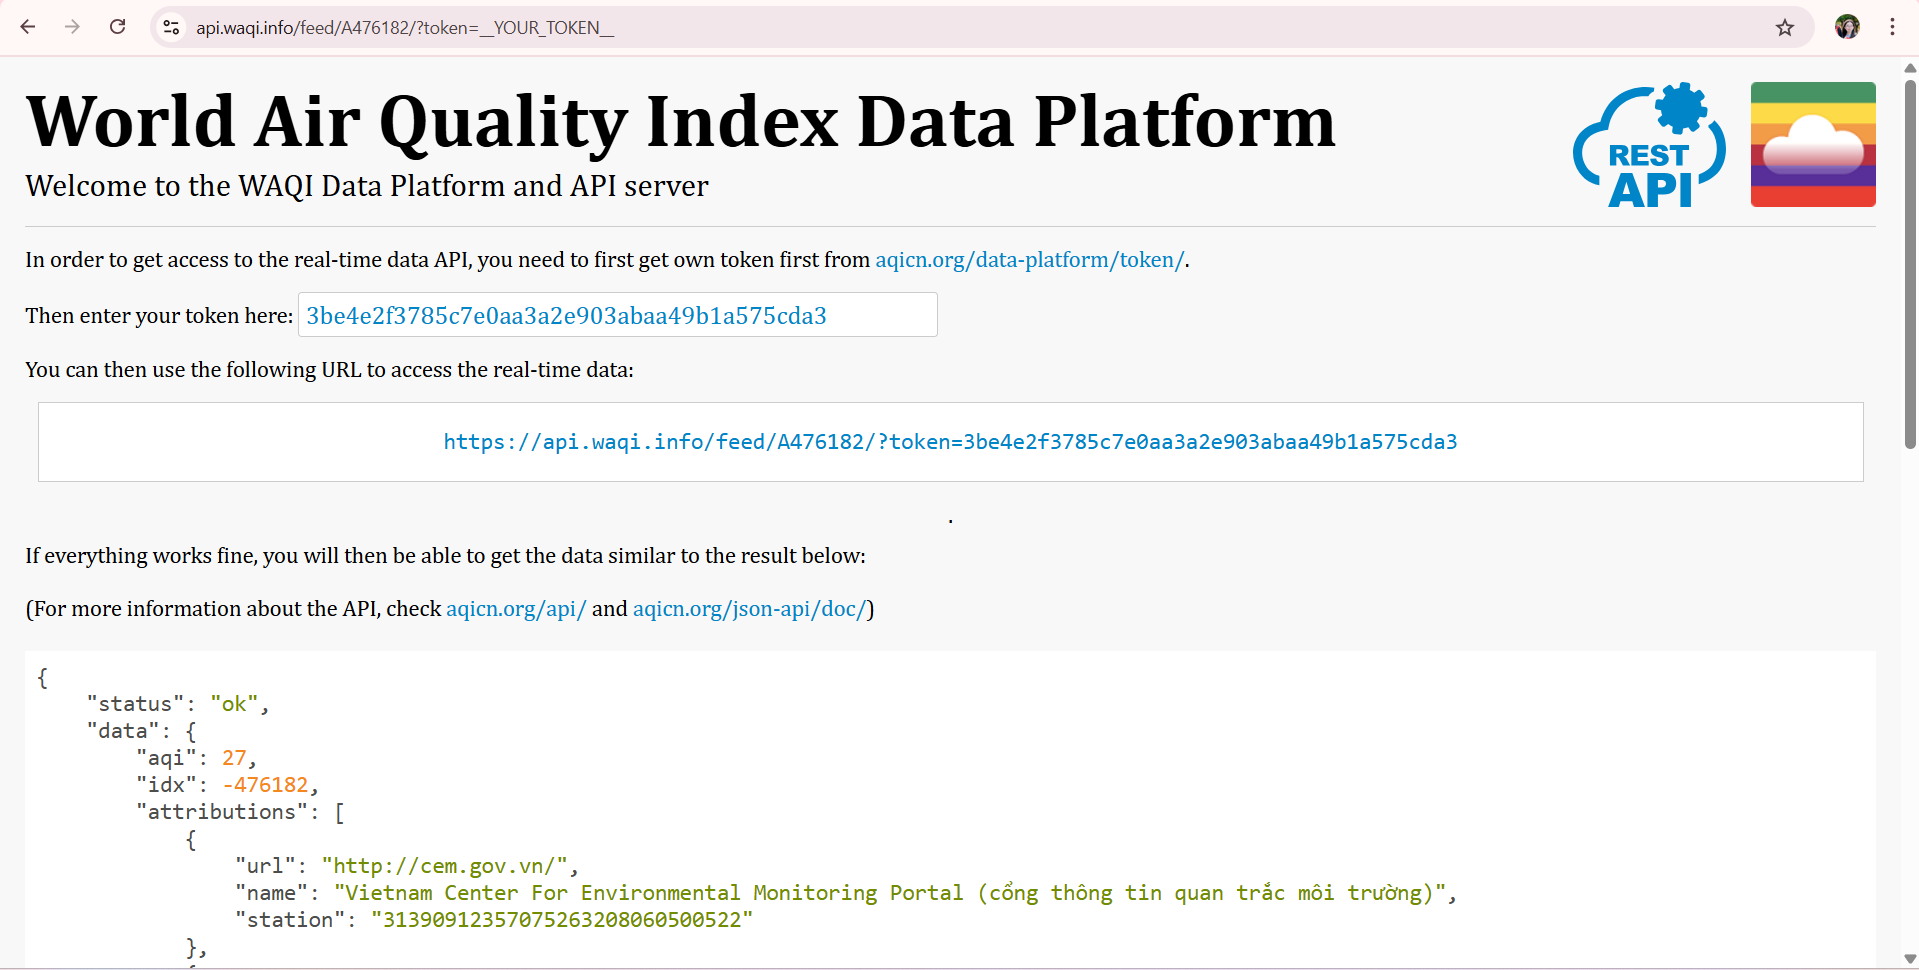 api.waqi.info/feed/A476182/?token=__YOUR_TOKEN__
World Air Quality Index Data Platform
Welcome to the WAQI Data Platform and API server
REST
API
In order to get access to the real-time data API, you need to first get own token first from aqicn.org/data-platform/token/.
Then enter your token here: 3be4e2f3785c7e0aa3a2e903abaa49b1a575cda3
You can then use the following URL to access the real-time data:
https://api.waqi.info/feed/A476182/?token=3be4e2f3785c7e0aa3a2e903abaa49b1a575cda3
.
If everything works fine, you will then be able to get the data similar to the result below:
(For more information about the API, check aqicn.org/api/ and aqicn.org/json-api/doc/)
{
    "status": "ok",
    "data": {
        "aqi": 27,
        "idx": -476182,
        "attributions": [
            {
                "url": "http://cem.gov.vn/",
                "name": "Vietnam Center For Environmental Monitoring Portal (cổng thông tin quan trắc môi trường)",
                "station": "31390912357075263208060500522"
            },